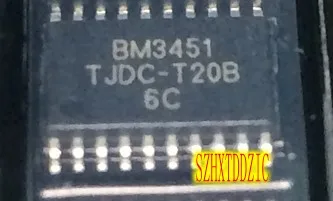 BM3451
TJDC-T20B
6C
SZHXTDDZIC